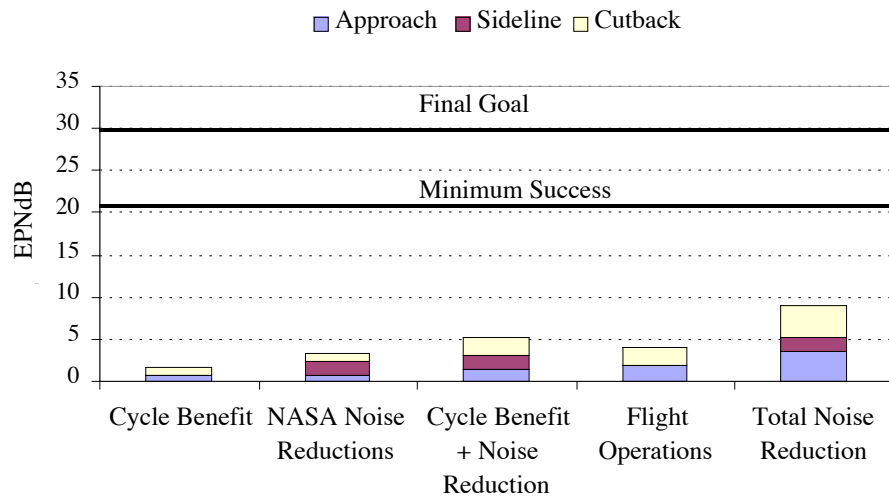 Approach Sideline Cutback
35
Final Goal
30
25
Minimum Success
20
15
10
5
0
EPNdB
Cycle Benefit
NASA Noise
Reductions
Cycle Benefit
+ Noise
Reduction
Flight
Operations
Total Noise
Reduction